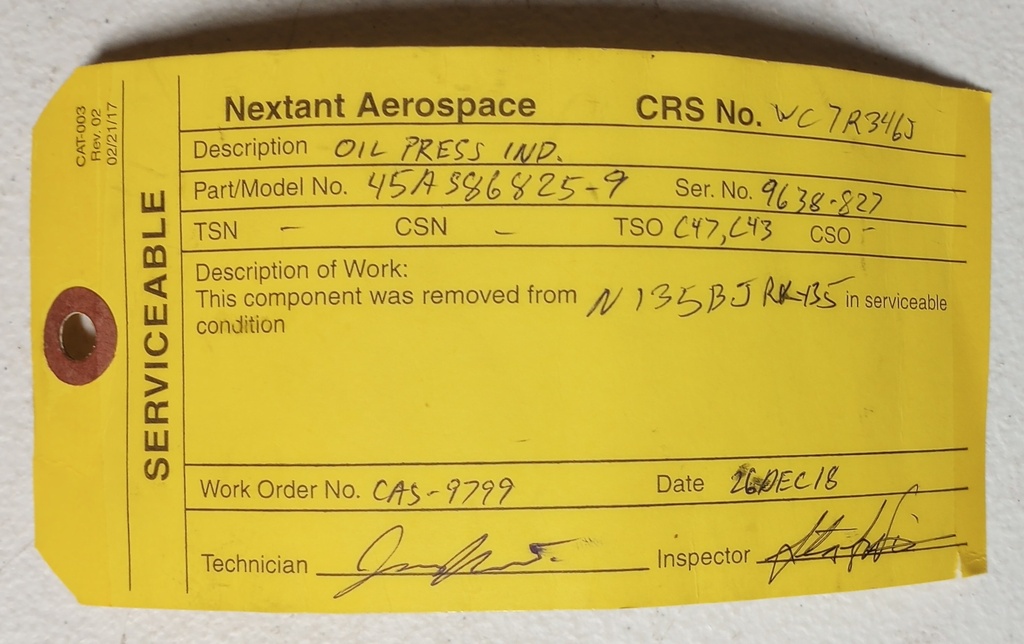 CAT-003
Rev. 02
02/21/17
SERVICEABLE
Nextant Aerospace CRS No. WC7R346J
Description OIL PRESS IND.
Part/Model No. 45AS86825-9 Ser. No. 9638-827
TSN - CSN - TSO C47, C43 CSO -
Description of Work:
This component was removed from N135BJ RK-135 in serviceable
condition
Work Order No. CAS-9799 Date 26DEC18
Technician
Inspector